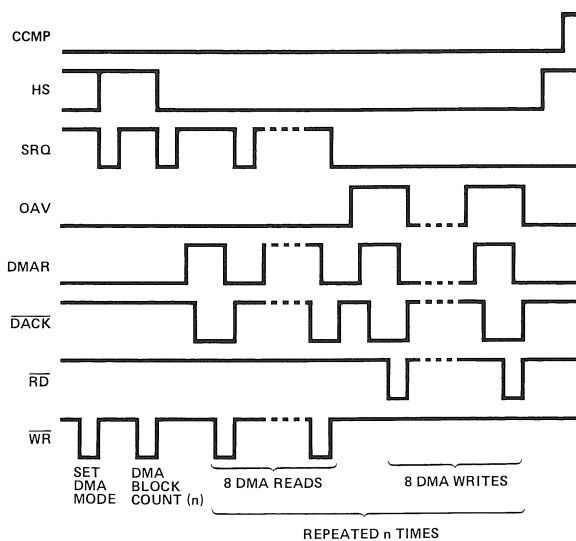 CCMP
HS
SRQ
OAV
DMAR
DACK
RD
WR
SET
DMA
MODE
DMA
BLOCK
COUNT (n)
8 DMA READS
8 DMA WRITES
REPEATED n TIMES